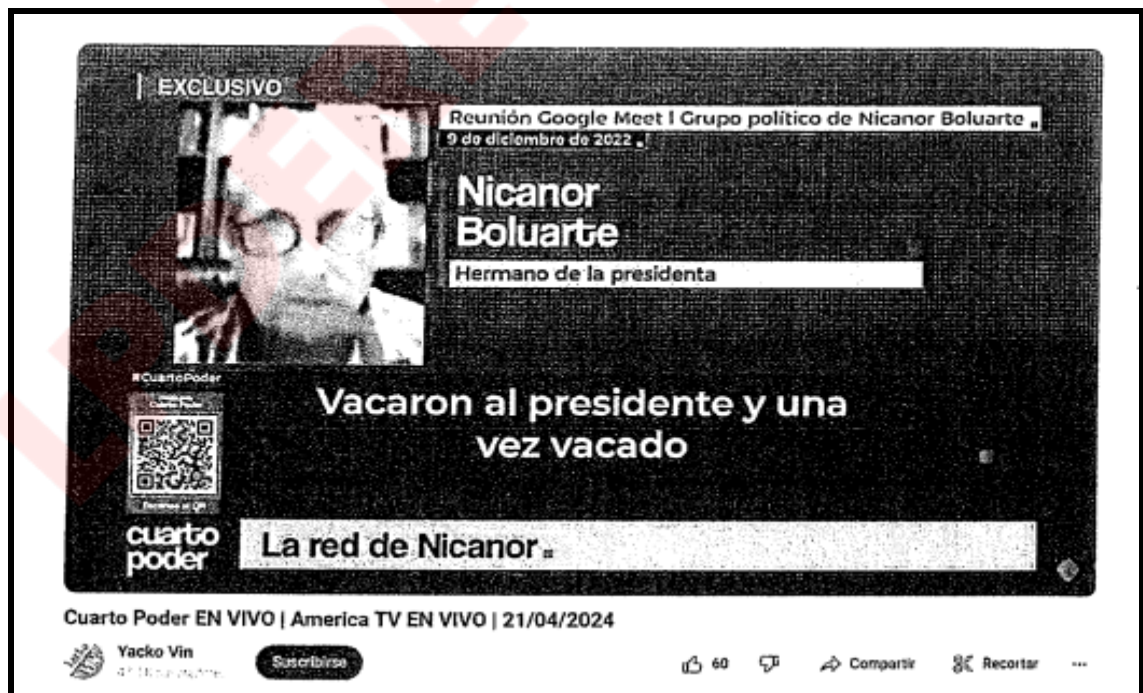 EXCLUSIVO
Reunión Google Meet | Grupo político de Nicanor Boluarte
9 de diciembre de 2022
Nicanor
Boluarte
Hermano de la presidenta
#CuartoPoder
Cuarto Poder
Vacaron al presidente y una
vez vacado
cuarto
poder
La red de Nicanor
Cuarto Poder EN VIVO | America TV EN VIVO | 21/04/2024
Yacko Vin
Suscribirse
60
Compartir
Recortar
...